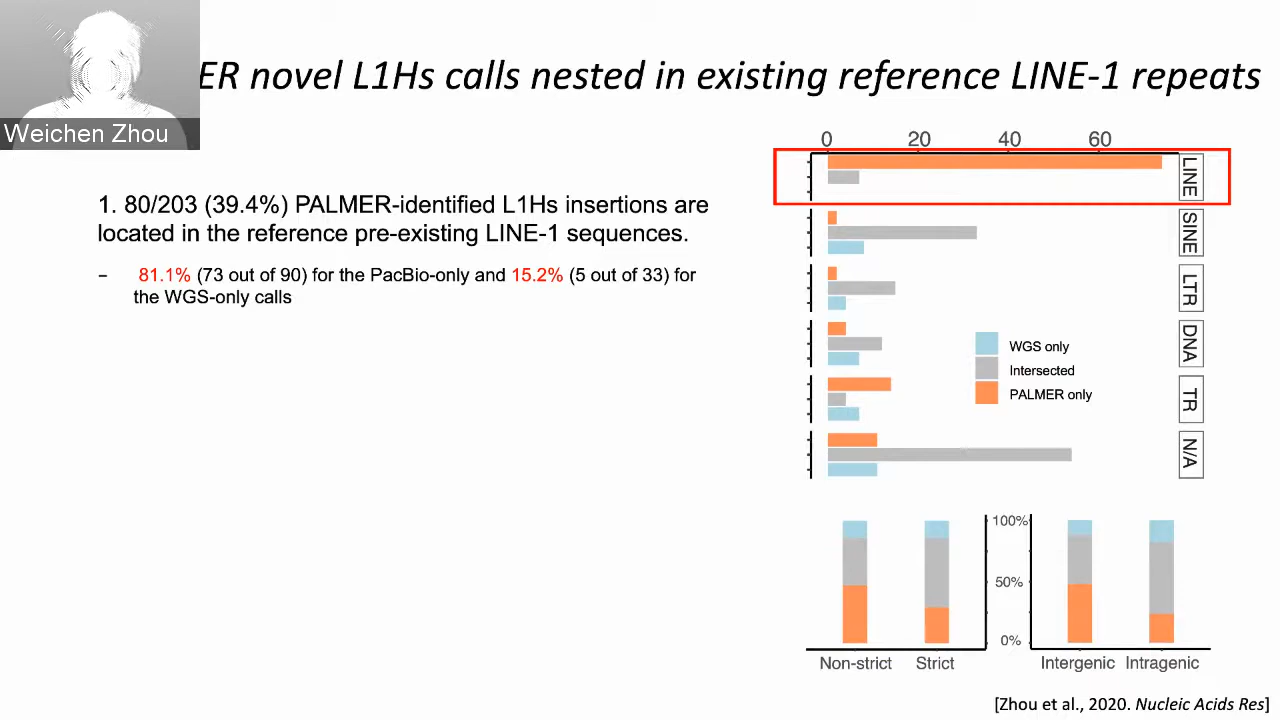 ER novel L1Hs calls nested in existing reference LINE-1 repeats
Weichen Zhou
1. 80/203 (39.4%) PALMER-identified L1Hs insertions are
located in the reference pre-existing LINE-1 sequences.
– 81.1% (73 out of 90) for the PacBio-only and 15.2% (5 out of 33) for
the WGS-only calls
0 20 40 60
LINE
SINE
LTR
DNA
TR
N/A
WGS only
Intersected
PALMER only
100%
50%
0%
Non-strict Strict
Intergenic Intragenic
[Zhou et al., 2020. Nucleic Acids Res]